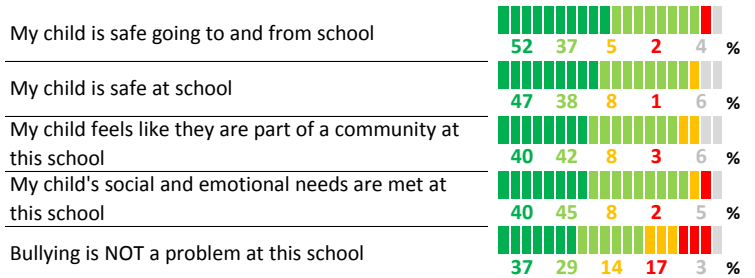 My child is safe going to and from school
52 37 5 2 4 %
My child is safe at school
47 38 8 1 6 %
My child feels like they are part of a community at
this school
40 42 8 3 6 %
My child's social and emotional needs are met at
this school
40 45 8 2 5 %
Bullying is NOT a problem at this school
37 29 14 17 3 %